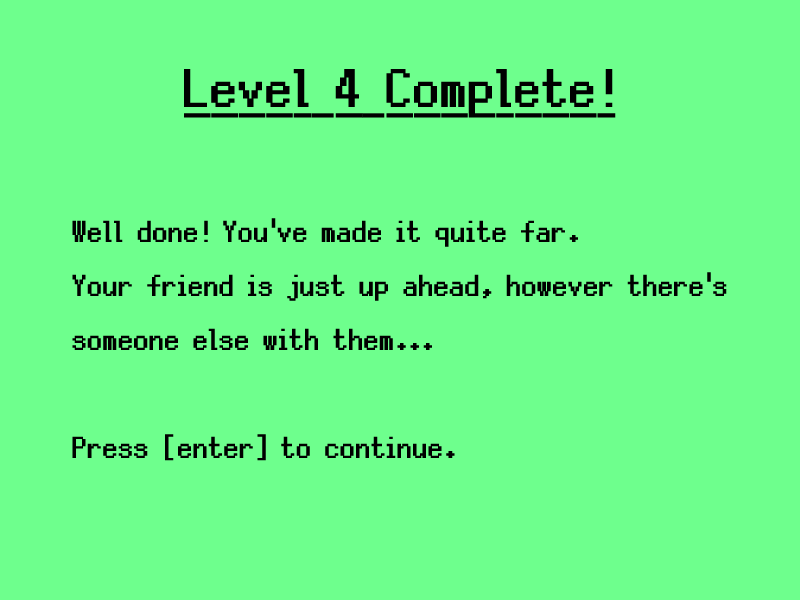 Level 4 Complete!
Well done! You've made it quite far.
Your friend is just up ahead, however there's
someone else with them...
Press [enter] to continue.